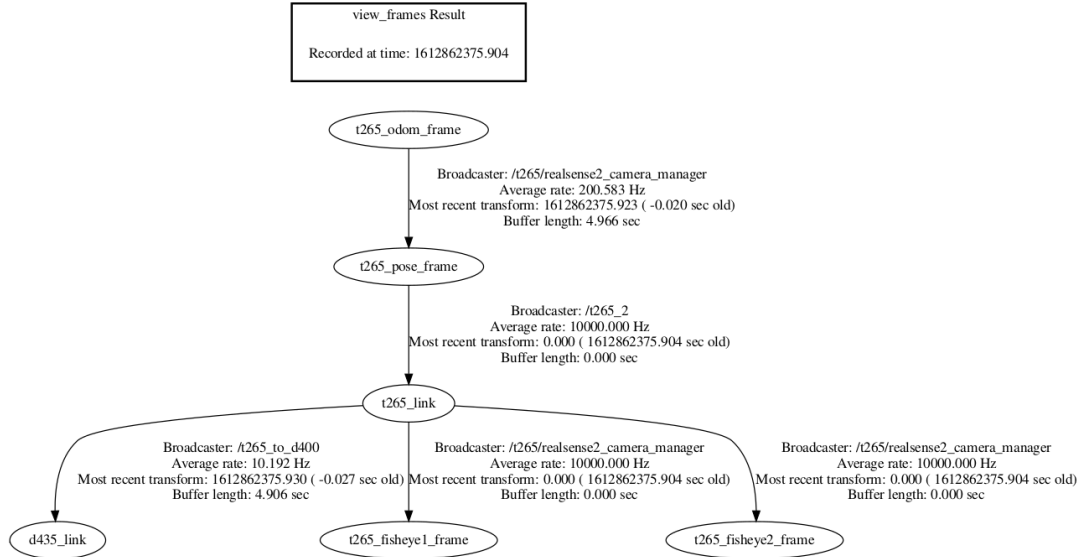 view_frames Result
Recorded at time: 1612862375.904
t265_odom_frame
Broadcaster: /t265/realsense2_camera_manager
Average rate: 200.583 Hz
Most recent transform: 1612862375.923 ( -0.020 sec old)
Buffer length: 4.966 sec
t265_pose_frame
Broadcaster: /t265_2
Average rate: 10000.000 Hz
Most recent transform: 0.000 ( 1612862375.904 sec old)
Buffer length: 0.000 sec
t265_link
Broadcaster: /t265_to_d400
Average rate: 10.192 Hz
Most recent transform: 1612862375.930 ( -0.027 sec old)
Buffer length: 4.906 sec
Broadcaster: /t265/realsense2_camera_manager
Average rate: 10000.000 Hz
Most recent transform: 0.000 ( 1612862375.904 sec old)
Buffer length: 0.000 sec
Broadcaster: /t265/realsense2_camera_manager
Average rate: 10000.000 Hz
Most recent transform: 0.000 ( 1612862375.904 sec old)
Buffer length: 0.000 sec
d435_link
t265_fisheye1_frame
t265_fisheye2_frame